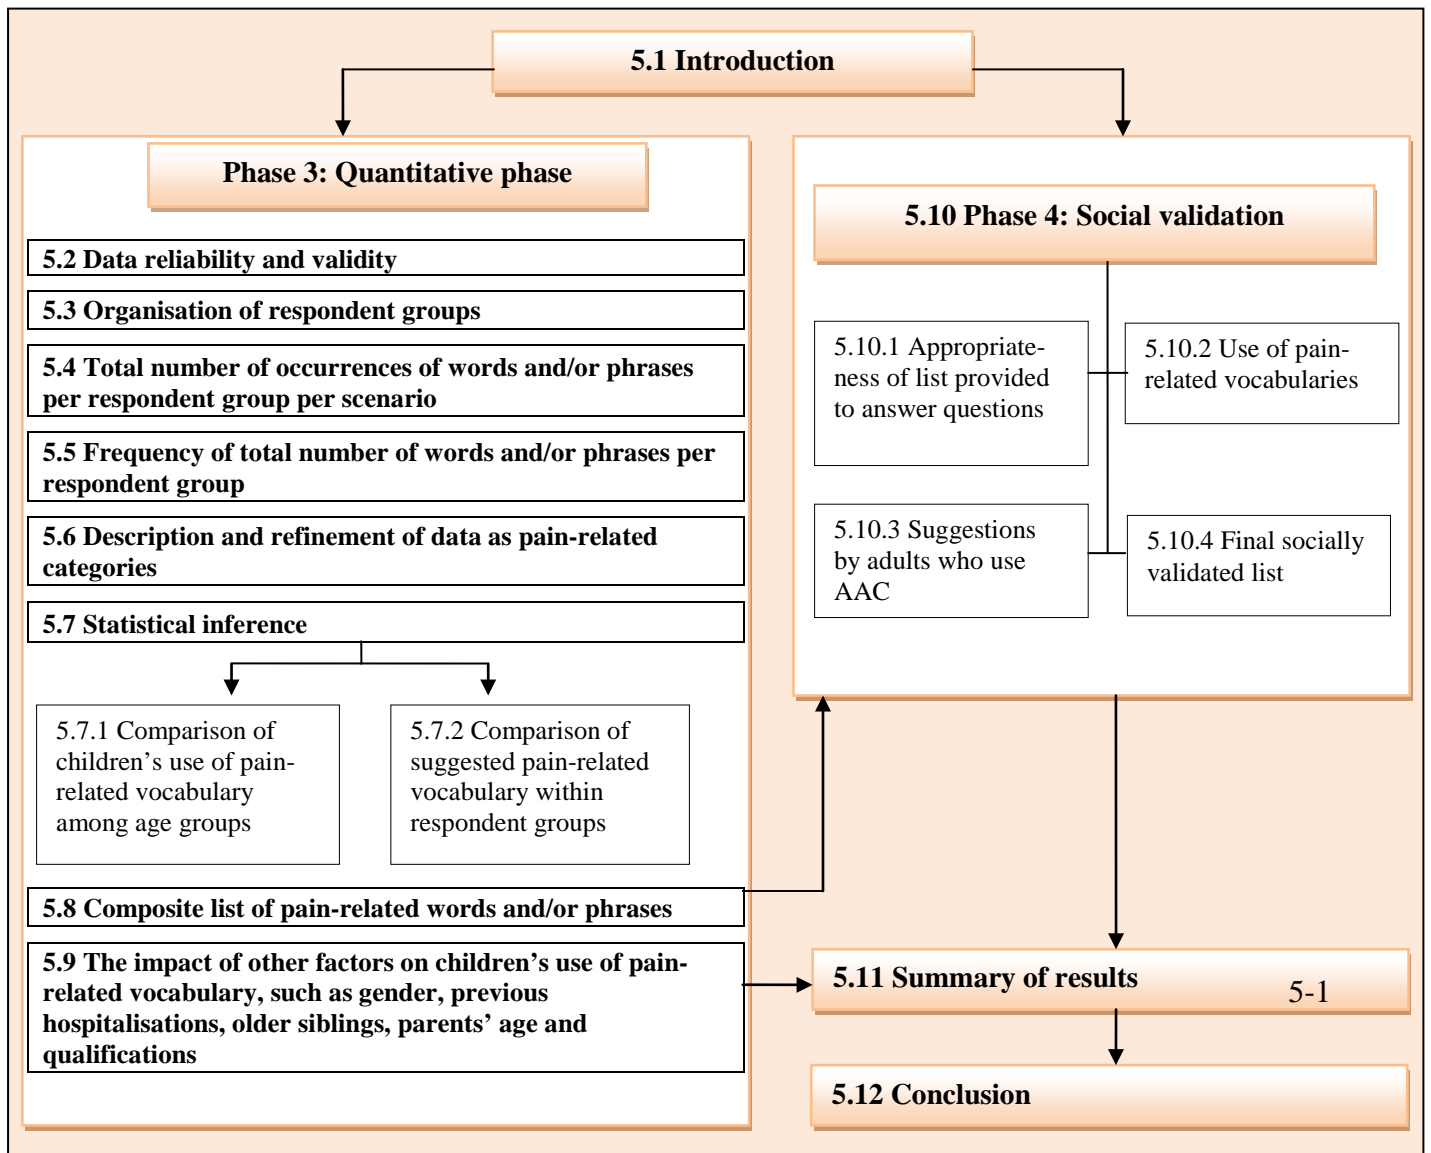 5.1 Introduction
Phase 3: Quantitative phase
5.2 Data reliability and validity
5.3 Organisation of respondent groups
5.4 Total number of occurrences of words and/or phrases
per respondent group per scenario
5.5 Frequency of total number of words and/or phrases per
respondent group
5.6 Description and refinement of data as pain-related
categories
5.7 Statistical inference
5.7.1 Comparison of
children’s use of pain-
related vocabulary
among age groups
5.7.2 Comparison of
suggested pain-related
vocabulary within
respondent groups
5.8 Composite list of pain-related words and/or phrases
5.9 The impact of other factors on children’s use of pain-
related vocabulary, such as gender, previous
hospitalisations, older siblings, parents’ age and
qualifications
5.10 Phase 4: Social validation
5.10.1 Appropriate-
ness of list provided
to answer questions
5.10.2 Use of pain-
related vocabularies
5.10.3 Suggestions
by adults who use
AAC
5.10.4 Final socially
validated list
5.11 Summary of results
5-1
5.12 Conclusion